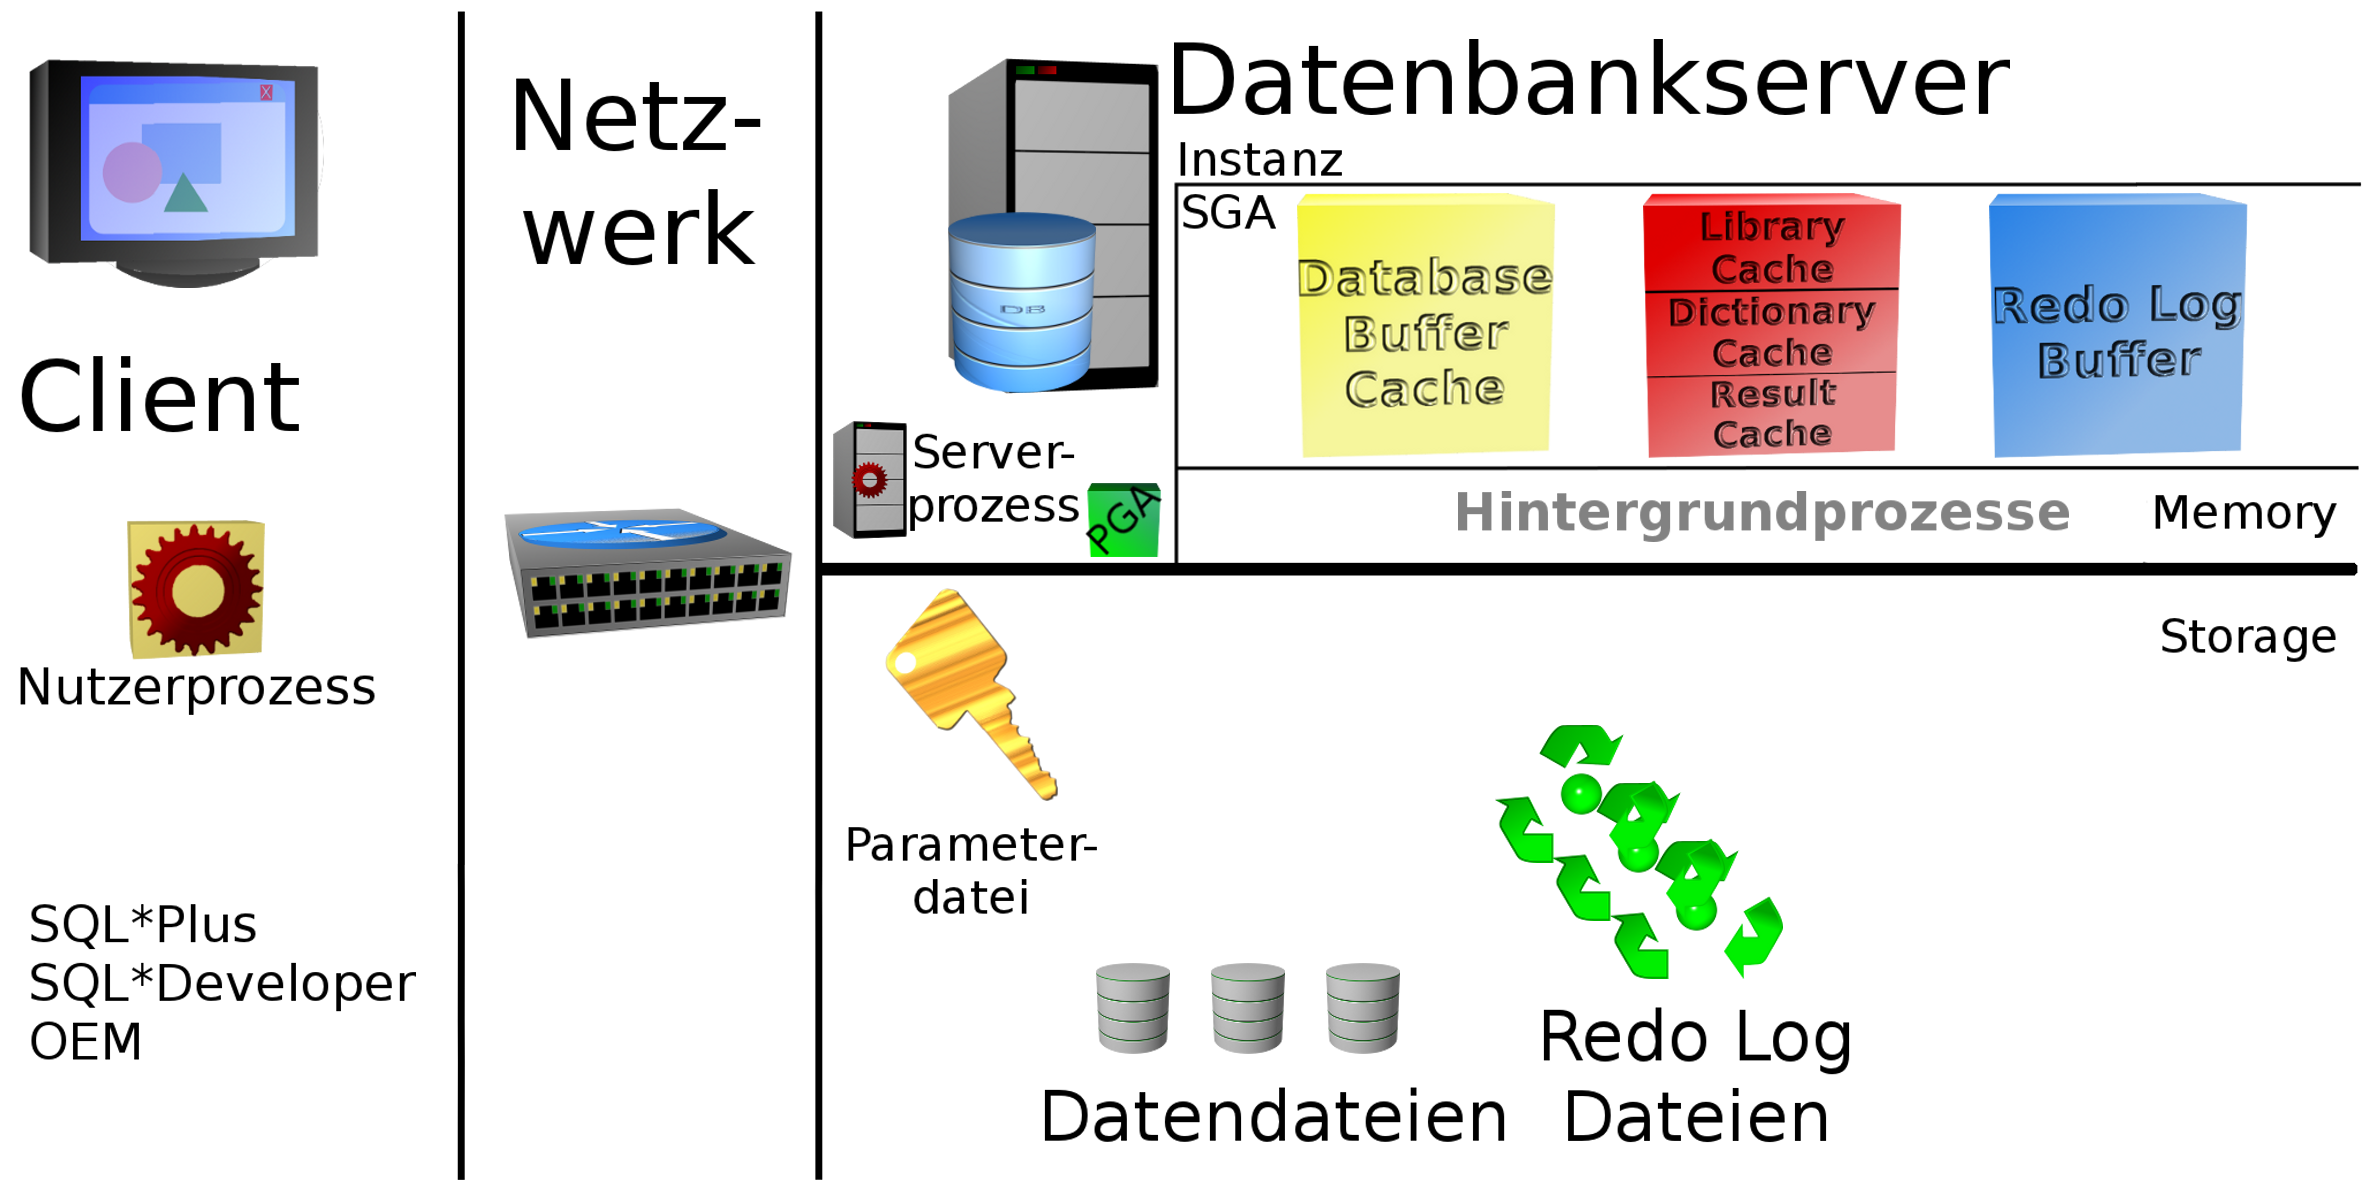 Client
Nutzerprozess
SQL*Plus
SQL*Developer
OEM
Netz-
werk
Datenbankserver
Instanz
SGA
DB
Database
Buffer
Cache
Library
Cache
Dictionary
Cache
Result
Cache
Redo Log
Buffer
Server-
prozess
PGA
Hintergrundprozesse
Memory
Storage
Parameter-
datei
Datendateien
Redo Log
Dateien